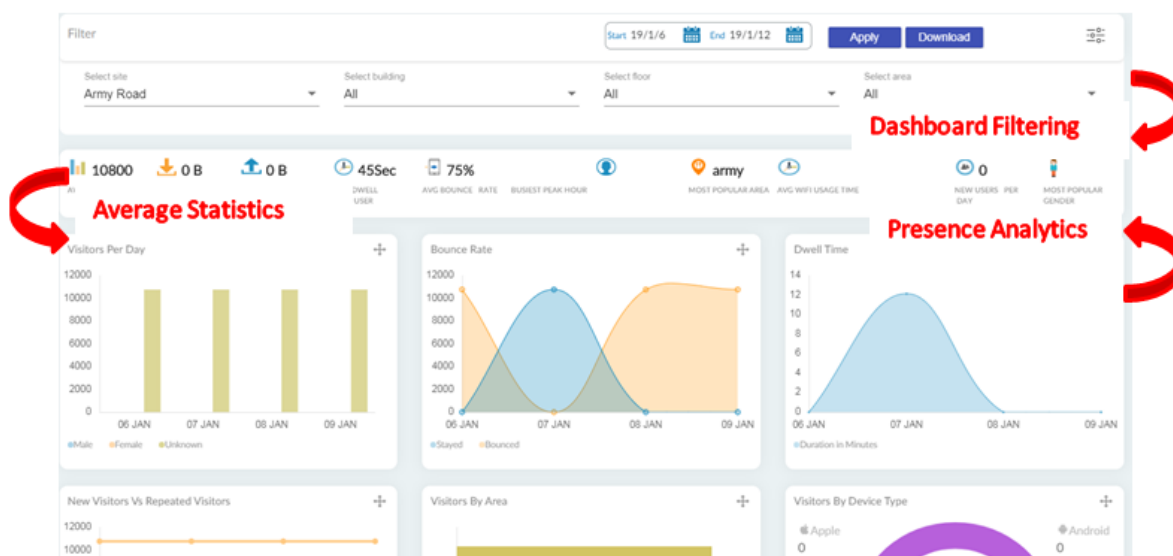 Filter
Start 19/1/6 End 19/1/12 Apply Download
Select site Select building Select floor Select area
Army Road All All All
Dashboard Filtering
10800 0 B 0 B 45Sec 75% army 0
DWELL AVG BOUNCE RATE BUSIEST PEAK HOUR MOST POPULAR AREA AVG WIFI USAGE TIME NEW USERS PER MOST POPULAR
USER DAY GENDER
Average Statistics
Presence Analytics
Visitors Per Day
12000
10000
8000
6000
4000
2000
0
06 JAN 07 JAN 08 JAN 09 JAN
Male Female Unknown
Bounce Rate
12000
10000
8000
6000
4000
2000
0
06 JAN 07 JAN 08 JAN 09 JAN
Stayed Bounced
Dwell Time
14
12
10
8
6
4
2
0
06 JAN 07 JAN 08 JAN 09 JAN
Duration in Minutes
New Visitors Vs Repeated Visitors
12000
10000
Visitors By Area
Visitors By Device Type
Apple Android
0 0